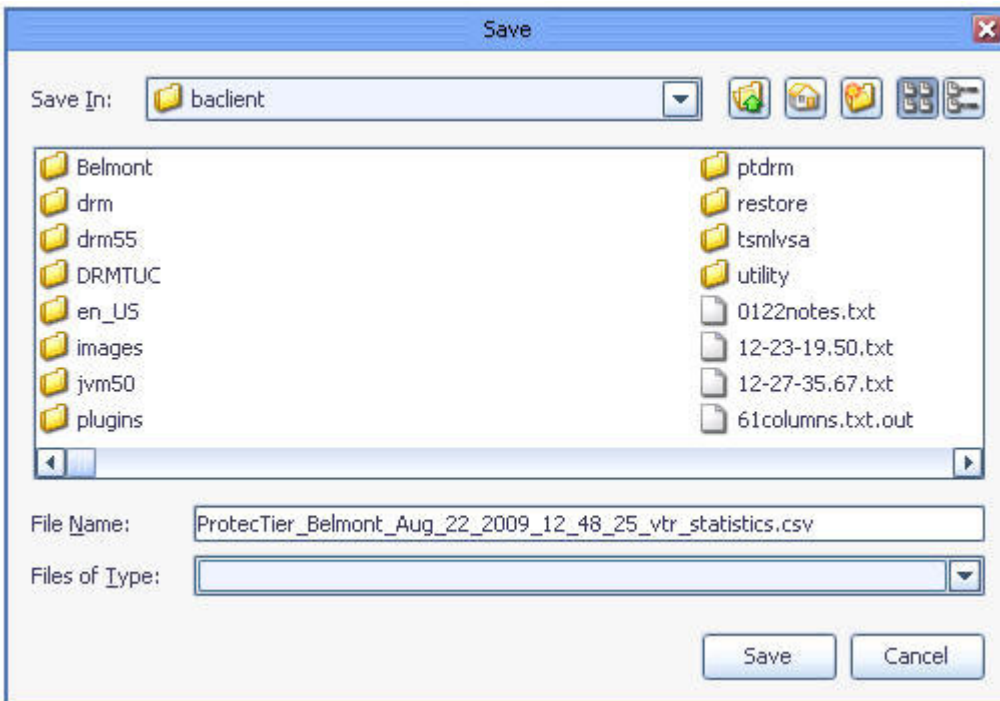 Save
Save In: baclient
Belmont
drm
drm55
DRMTUC
en_US
images
jvm50
plugins
ptdrm
restore
tsmlvsa
utility
0122notes.txt
12-23-19.50.txt
12-27-35.67.txt
61columns.txt.out
File Name: ProtecTier_Belmont_Aug_22_2009_12_48_25_vtr_statistics.csv
Files of Type:
Save Cancel